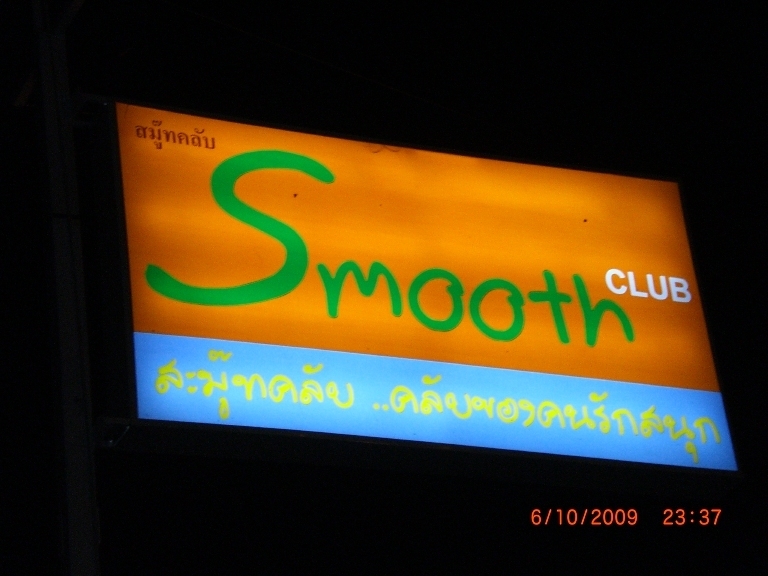 สมู๊ทคลับ
Smooth CLUB
สะมุ๊ทคลับ ..คลับของคนรักสนุก
6/10/2009 23:37